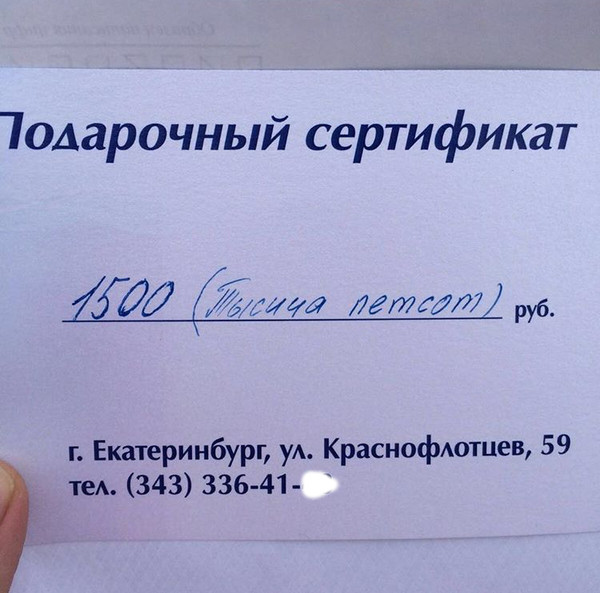 Подарочный сертификат
1500 (Тысича петсот) руб.
г. Екатеринбург, ул. Краснофлотцев, 59
тел. (343) 336-41-